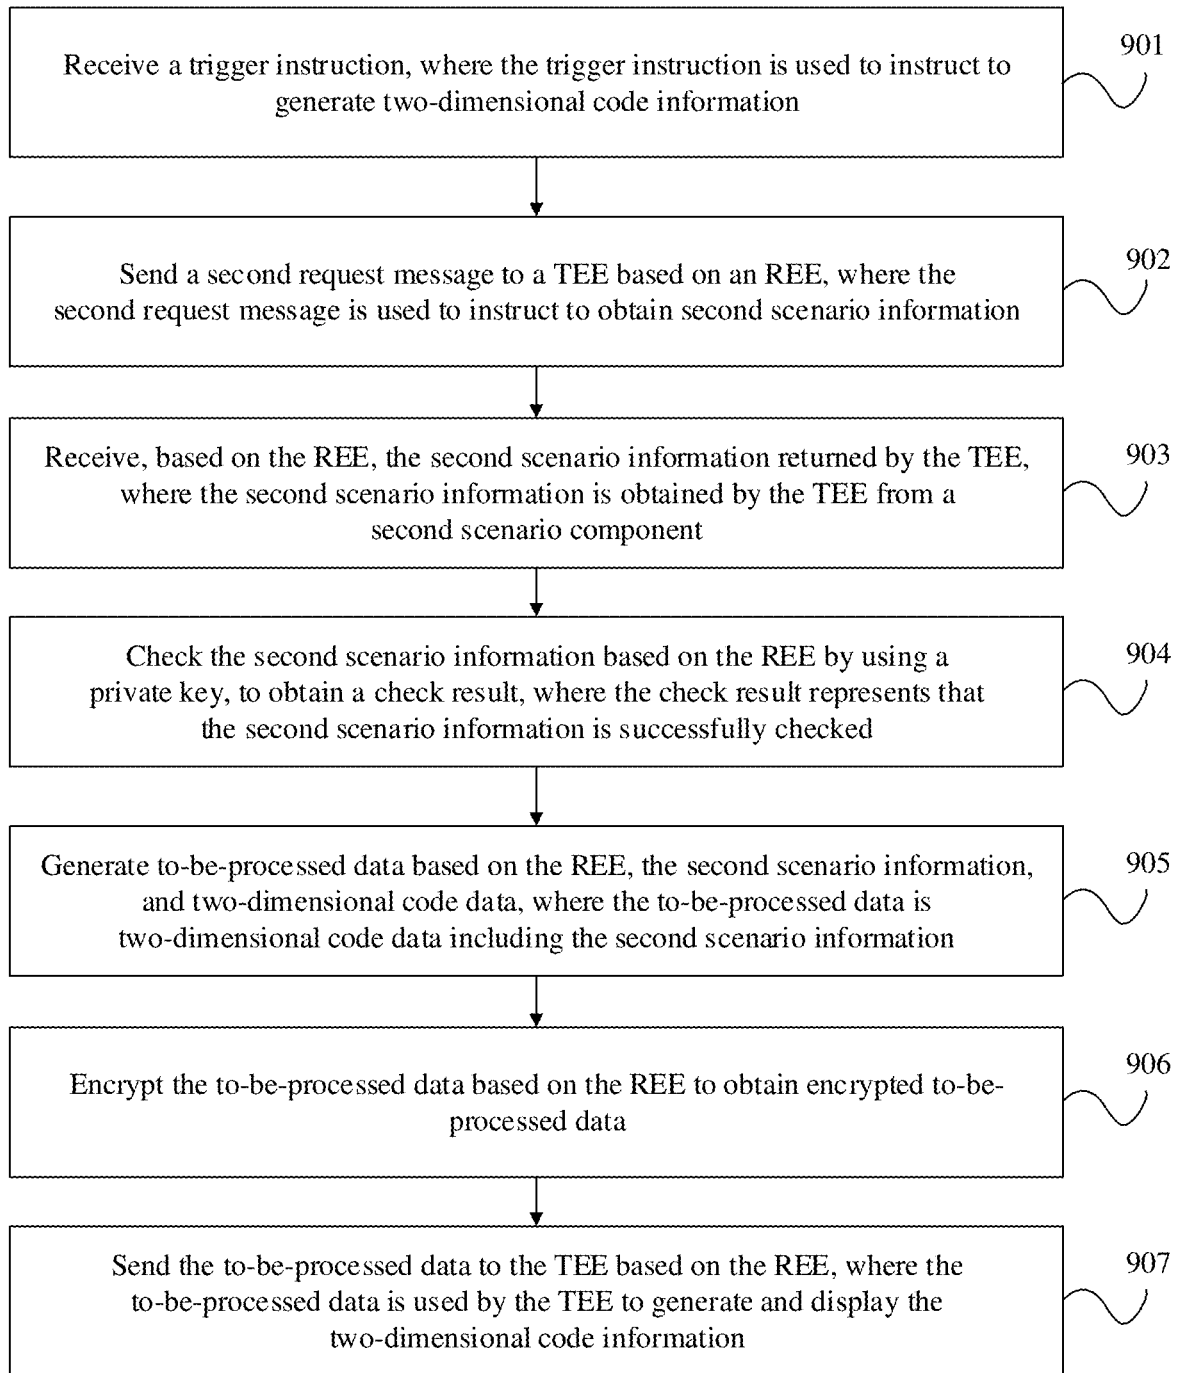 Receive a trigger instruction, where the trigger instruction is used to instruct to
generate two-dimensional code information
901
Send a second request message to a TEE based on an REE, where the
second request message is used to instruct to obtain second scenario information
902
Receive, based on the REE, the second scenario information returned by the TEE,
where the second scenario information is obtained by the TEE from a
second scenario component
903
Check the second scenario information based on the REE by using a
private key, to obtain a check result, where the check result represents that
the second scenario information is successfully checked
904
Generate to-be-processed data based on the REE, the second scenario information,
and two-dimensional code data, where the to-be-processed data is
two-dimensional code data including the second scenario information
905
Encrypt the to-be-processed data based on the REE to obtain encrypted to-be-
processed data
906
Send the to-be-processed data to the TEE based on the REE, where the
to-be-processed data is used by the TEE to generate and display the
two-dimensional code information
907